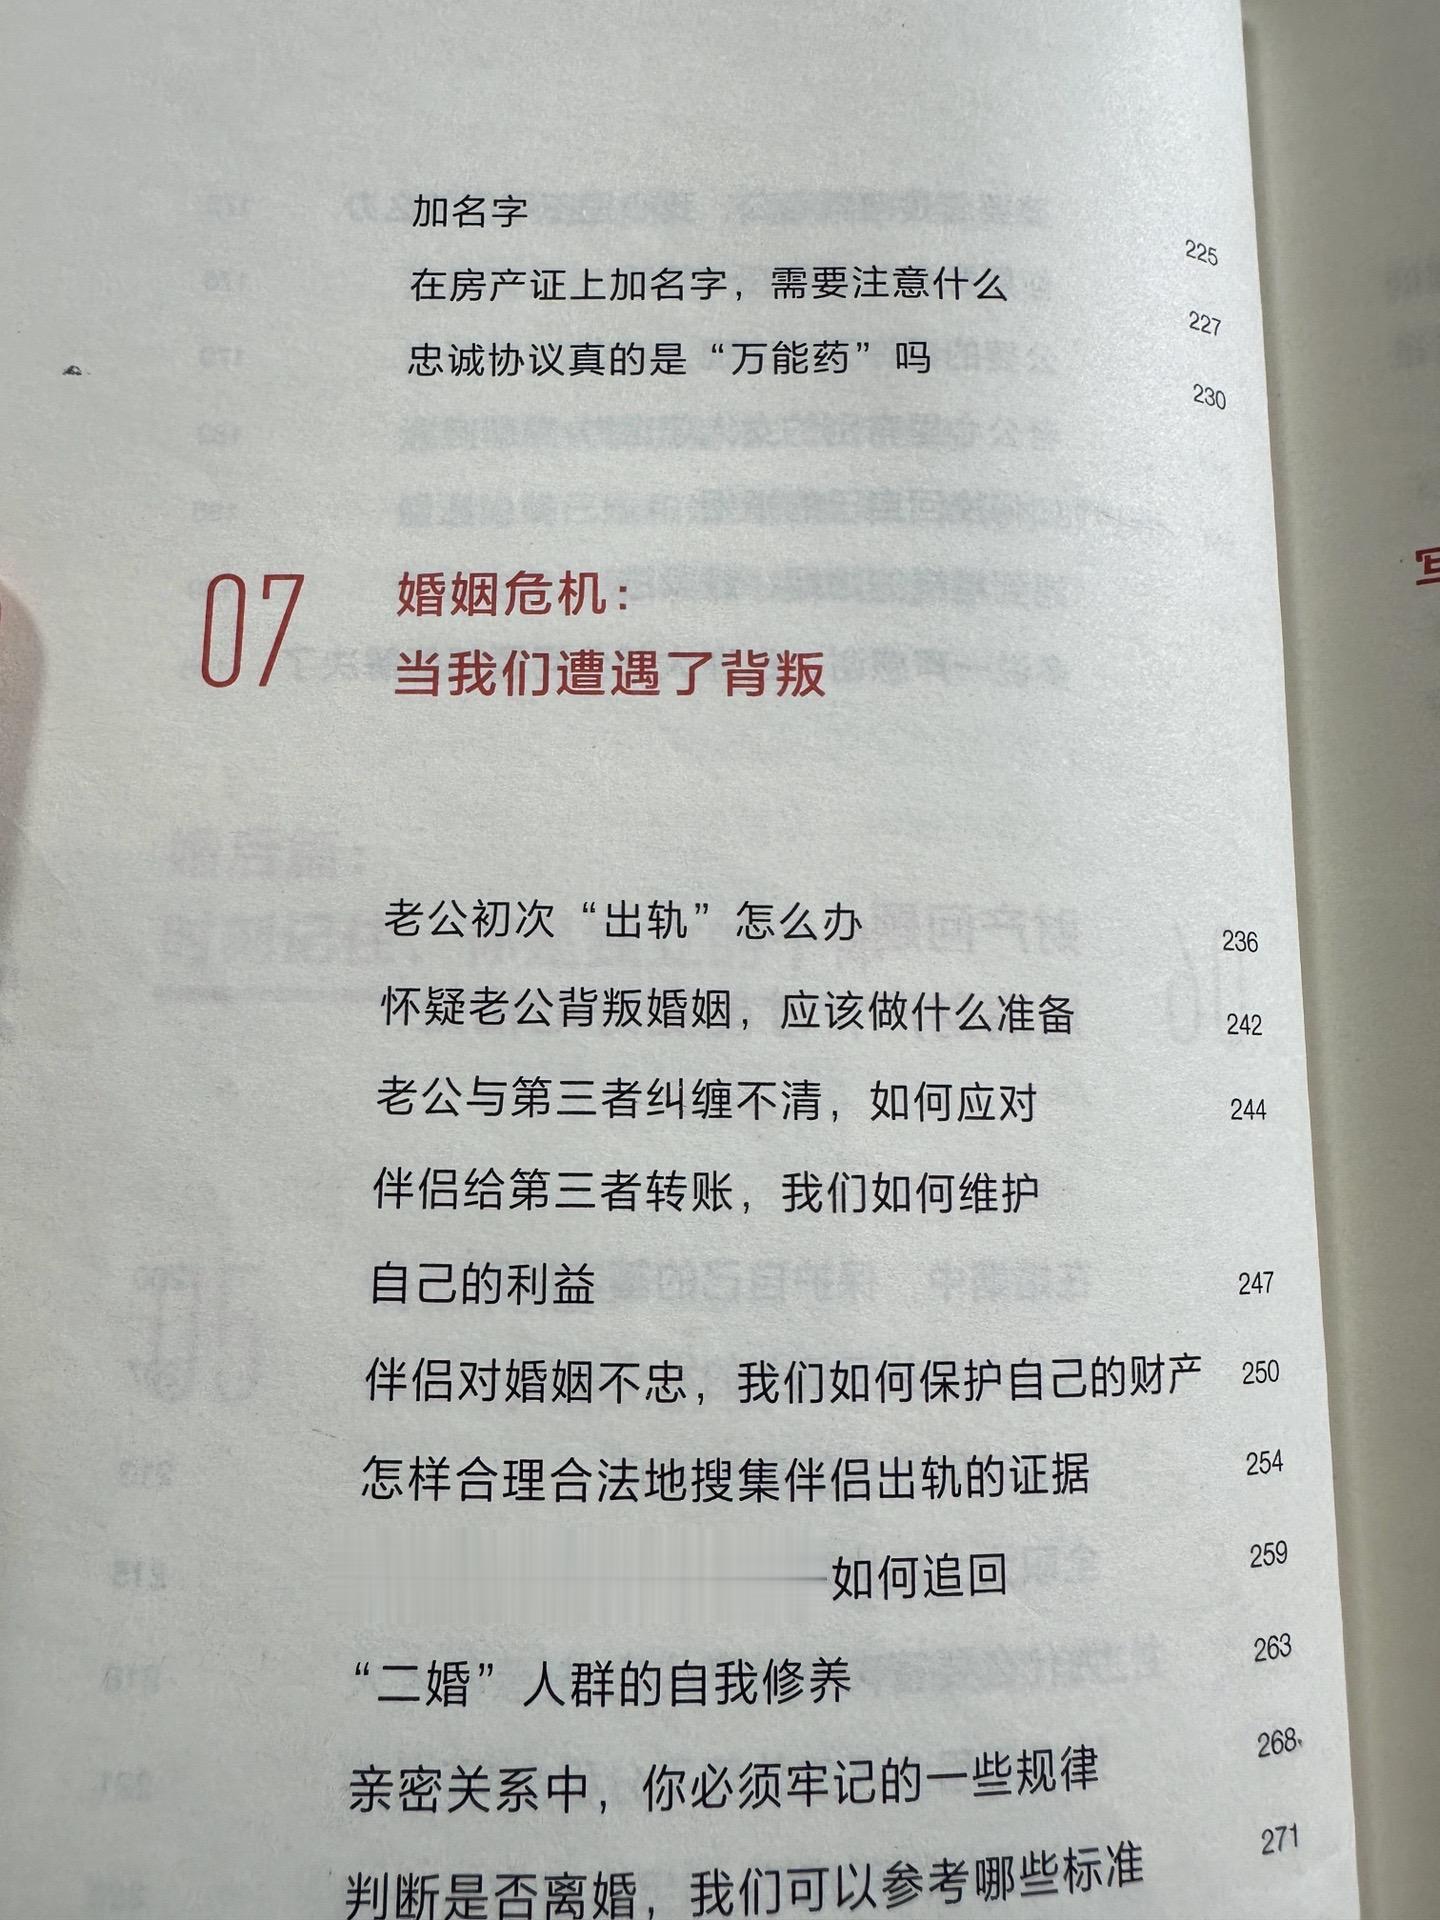 加名字 225
在房产证上加名字，需要注意什么 227
忠诚协议真的是“万能药”吗 230
07 婚姻危机：
当我们遭遇了背叛
老公初次“出轨”怎么办 236
怀疑老公背叛婚姻，应该做什么准备 242
老公与第三者纠缠不清，如何应对 244
伴侣给第三者转账，我们如何维护
自己的利益 247
伴侣对婚姻不忠，我们如何保护自己的财产 250
怎样合理合法地搜集伴侣出轨的证据 254
如何追回 259
“二婚”人群的自我修养 263
亲密关系中，你必须牢记的一些规律 268
判断是否离婚，我们可以参考哪些标准 271